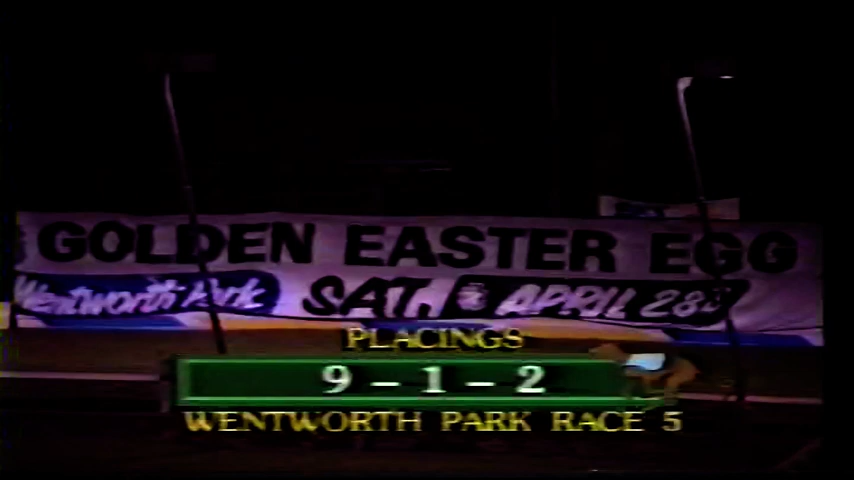 GOLDEN EASTER EGG
Wentworth Park SAT APRIL 28
PLACINGS
9 - 1 - 2
WENTWORTH PARK RACE 5